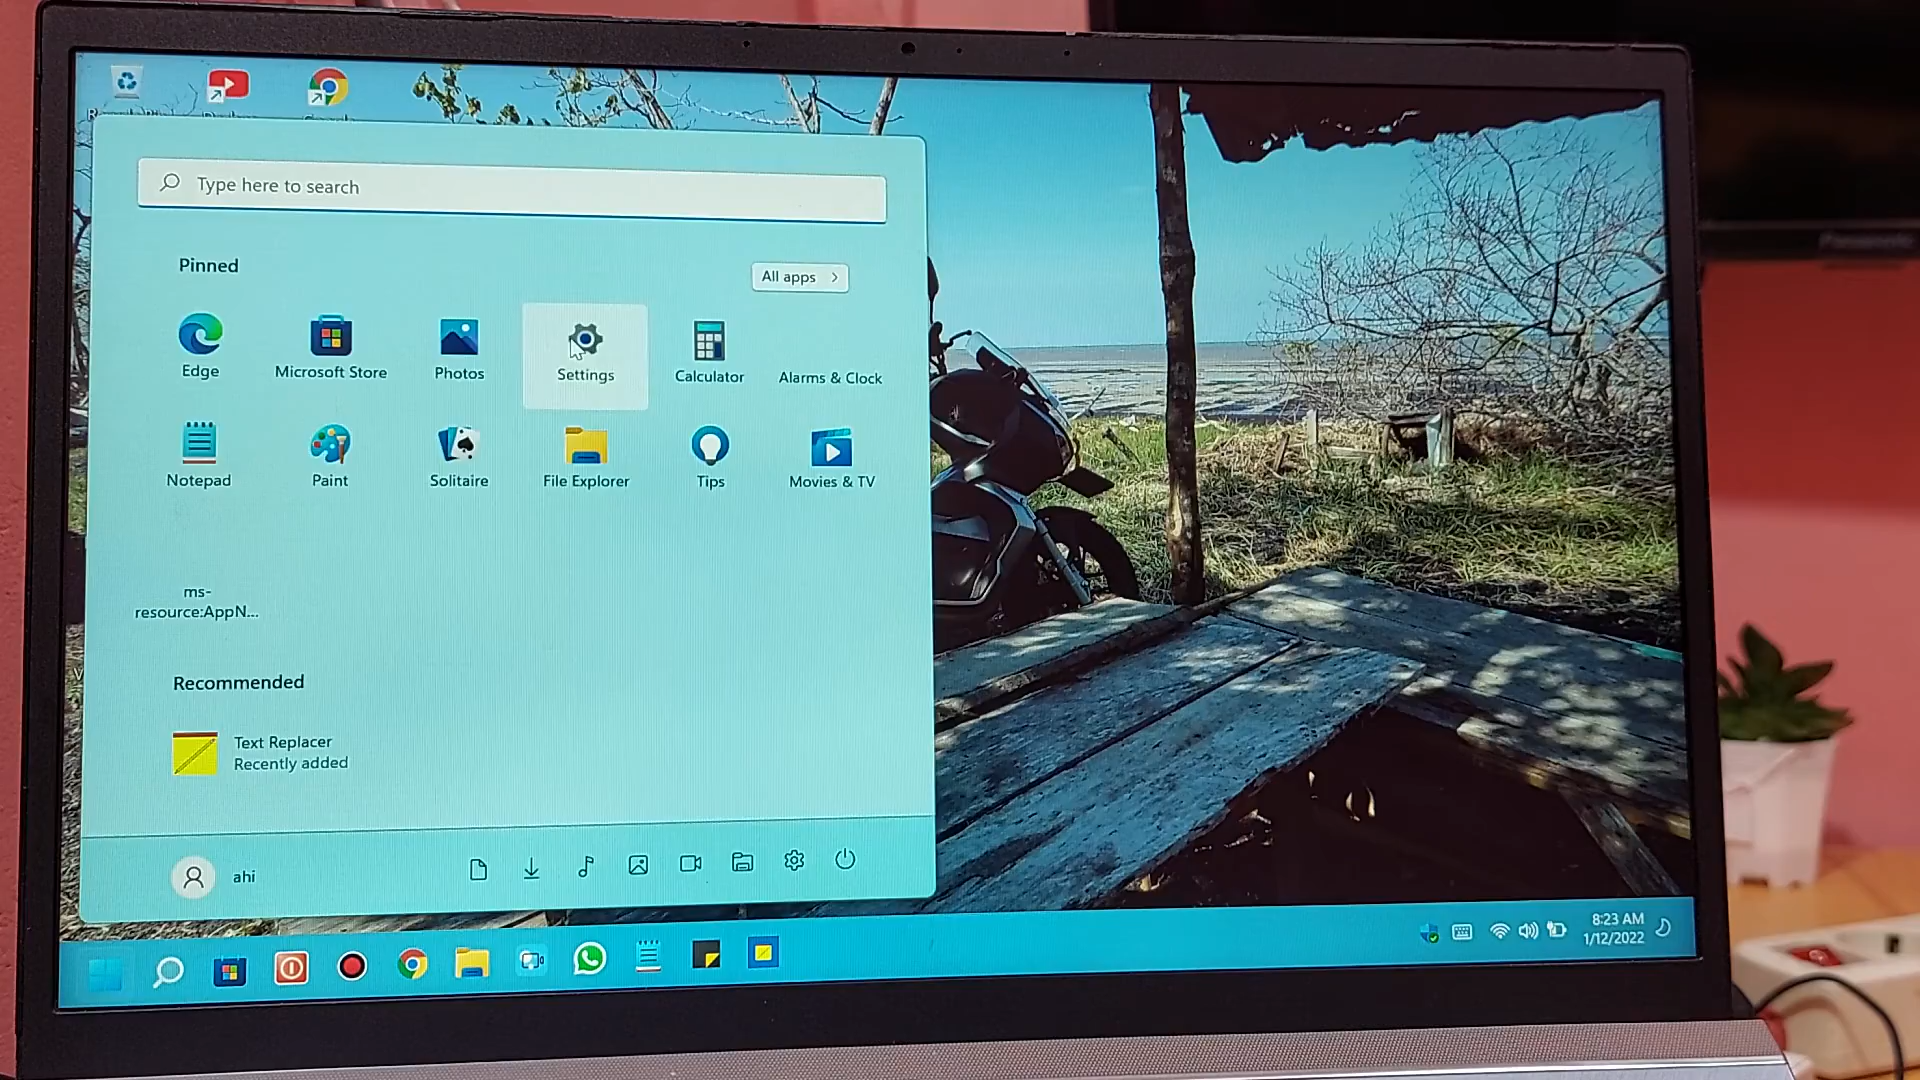 Type here to search
Pinned
All apps
Edge
Microsoft Store
Photos
Settings
Calculator
Alarms & Clock
Notepad
Paint
Solitaire
File Explorer
Tips
Movies & TV
ms-
resource:AppN...
Recommended
Text Replacer
Recently added
ahi
8:23 AM
1/12/2022